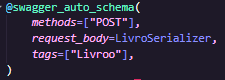 @swagger_auto_schema(
methods=["POST"],
request_body=LivroSerializer,
tags=["Livroo"],
)